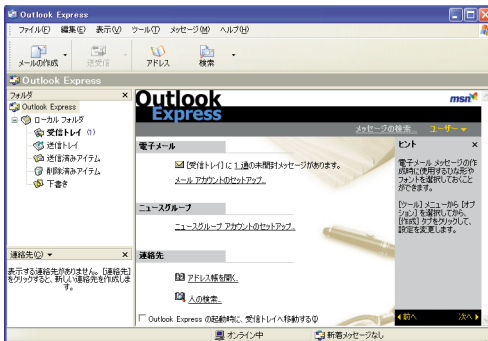 Outlook Express
ファイル(F) 編集(E) 表示(V) ツール(T) メッセージ(M) ヘルプ(H)
メールの作成 送受信 アドレス 検索
Outlook Express
フォルダ ×
Outlook Express
ローカル フォルダ
受信トレイ (1)
送信トレイ
送信済みアイテム
削除済みアイテム
下書き
連絡先(C) ×
表示する連絡先がありません。[連絡先]
をクリックすると、新しい連絡先を作成しま
す。
Outlook
Express
msn
メッセージの検索... ユーザー
電子メール
[受信トレイ] に 1 通の未開封メッセージがあります。
メール アカウントのセットアップ...
ニュースグループ
ニュースグループ アカウントのセットアップ...
連絡先
アドレス帳を開く...
人の検索...
Outlook Express の起動時に、受信トレイへ移動する(I)
ヒント ×
電子メール メッセージの作
成時に使用するひな形や
フォントを選択しておくこと
ができます。
[ツール] メニューから [オプ
ション] を選択してから、
[作成] タブをクリックして、
設定を変更します。
前へ 次へ
オンライン中 新着メッセージなし